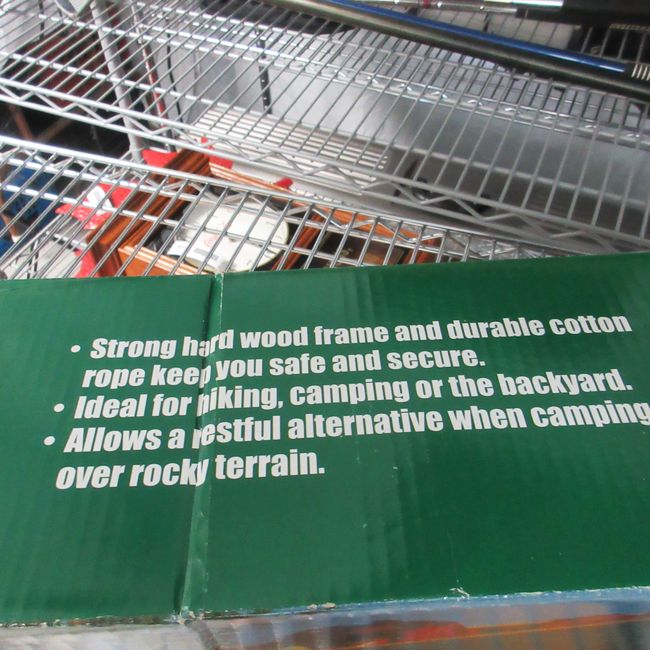 • Strong hard wood frame and durable cotton
rope keep you safe and secure.
• Ideal for hiking, camping or the backyard.
• Allows a restful alternative when camping
over rocky terrain.